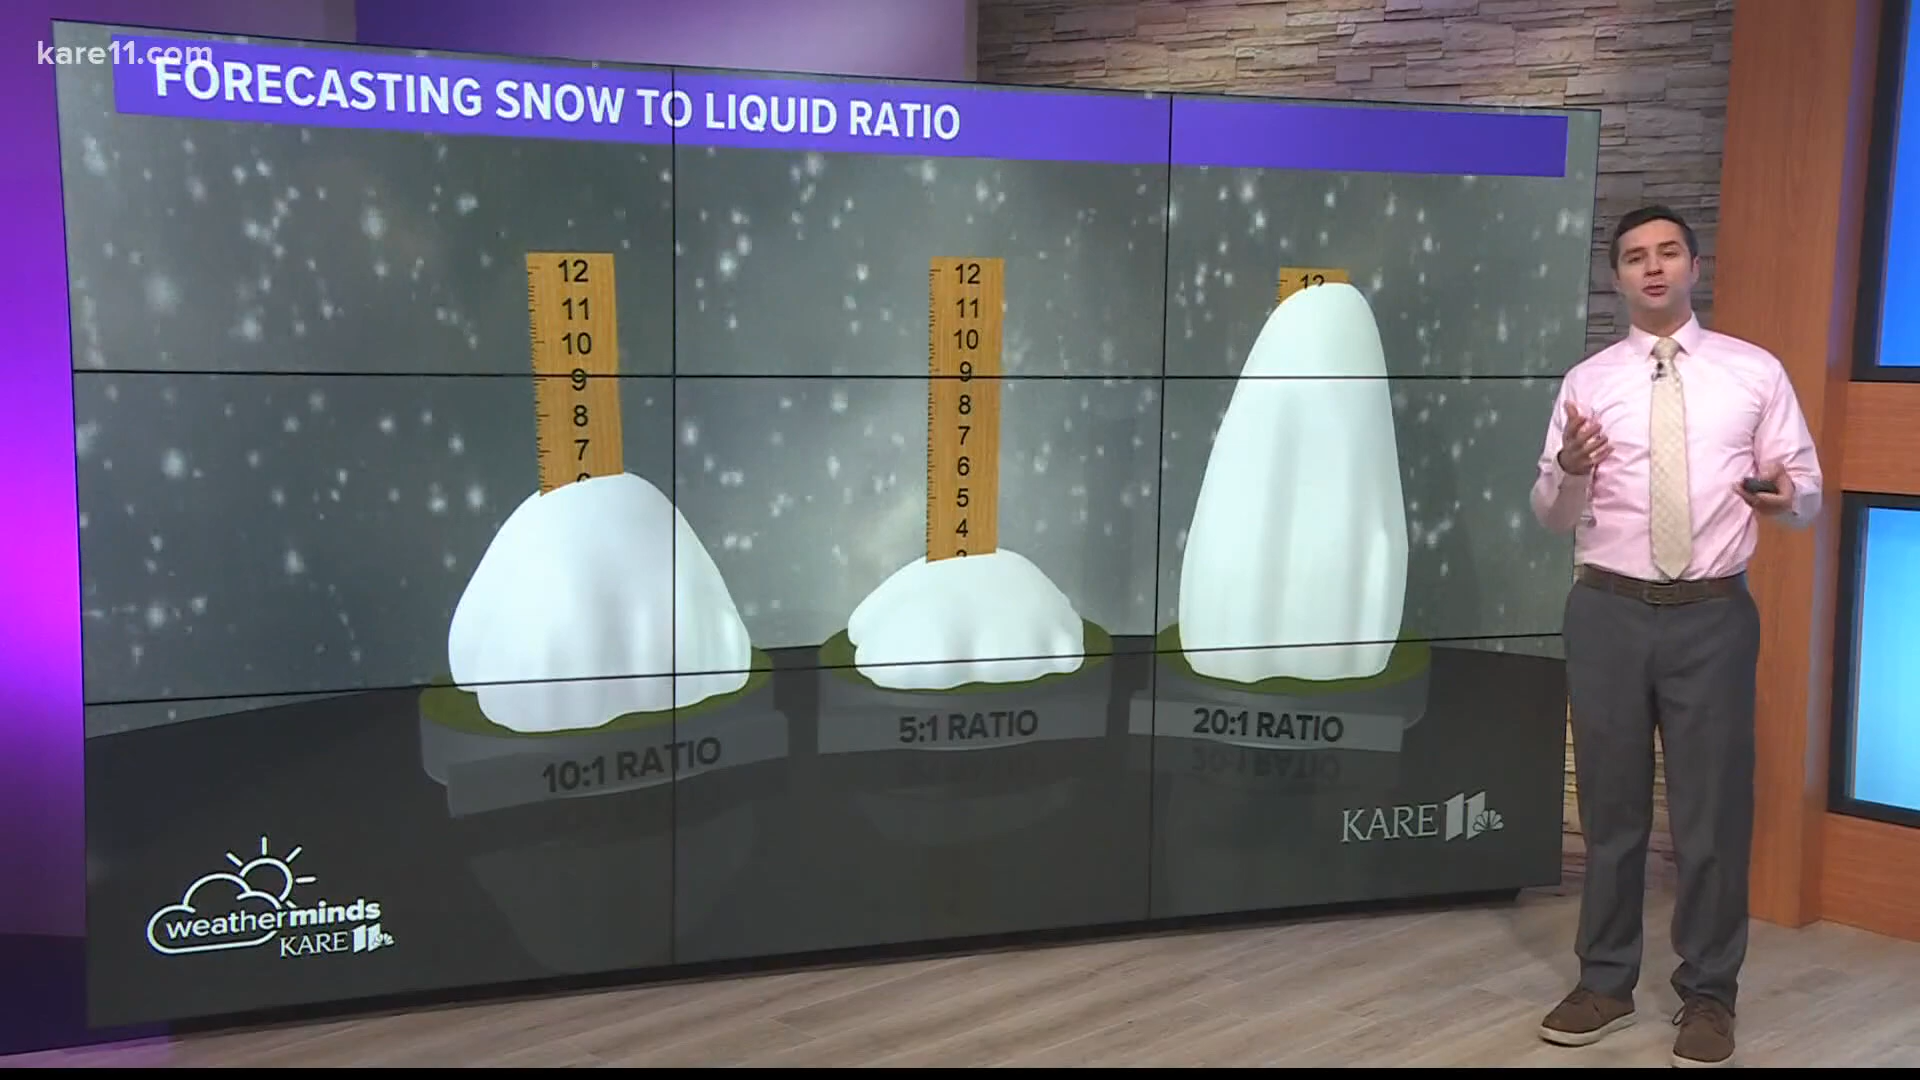 kare11.com
FORECASTING SNOW TO LIQUID RATIO
12
11
10
9
8
7
12
11
10
9
8
7
6
5
4
12
10:1 RATIO
5:1 RATIO
20:1 RATIO
KARE 11
weatherminds
KARE 11